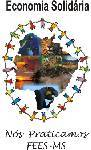 Economia Solidária
Nós Praticamos
FEES-MS